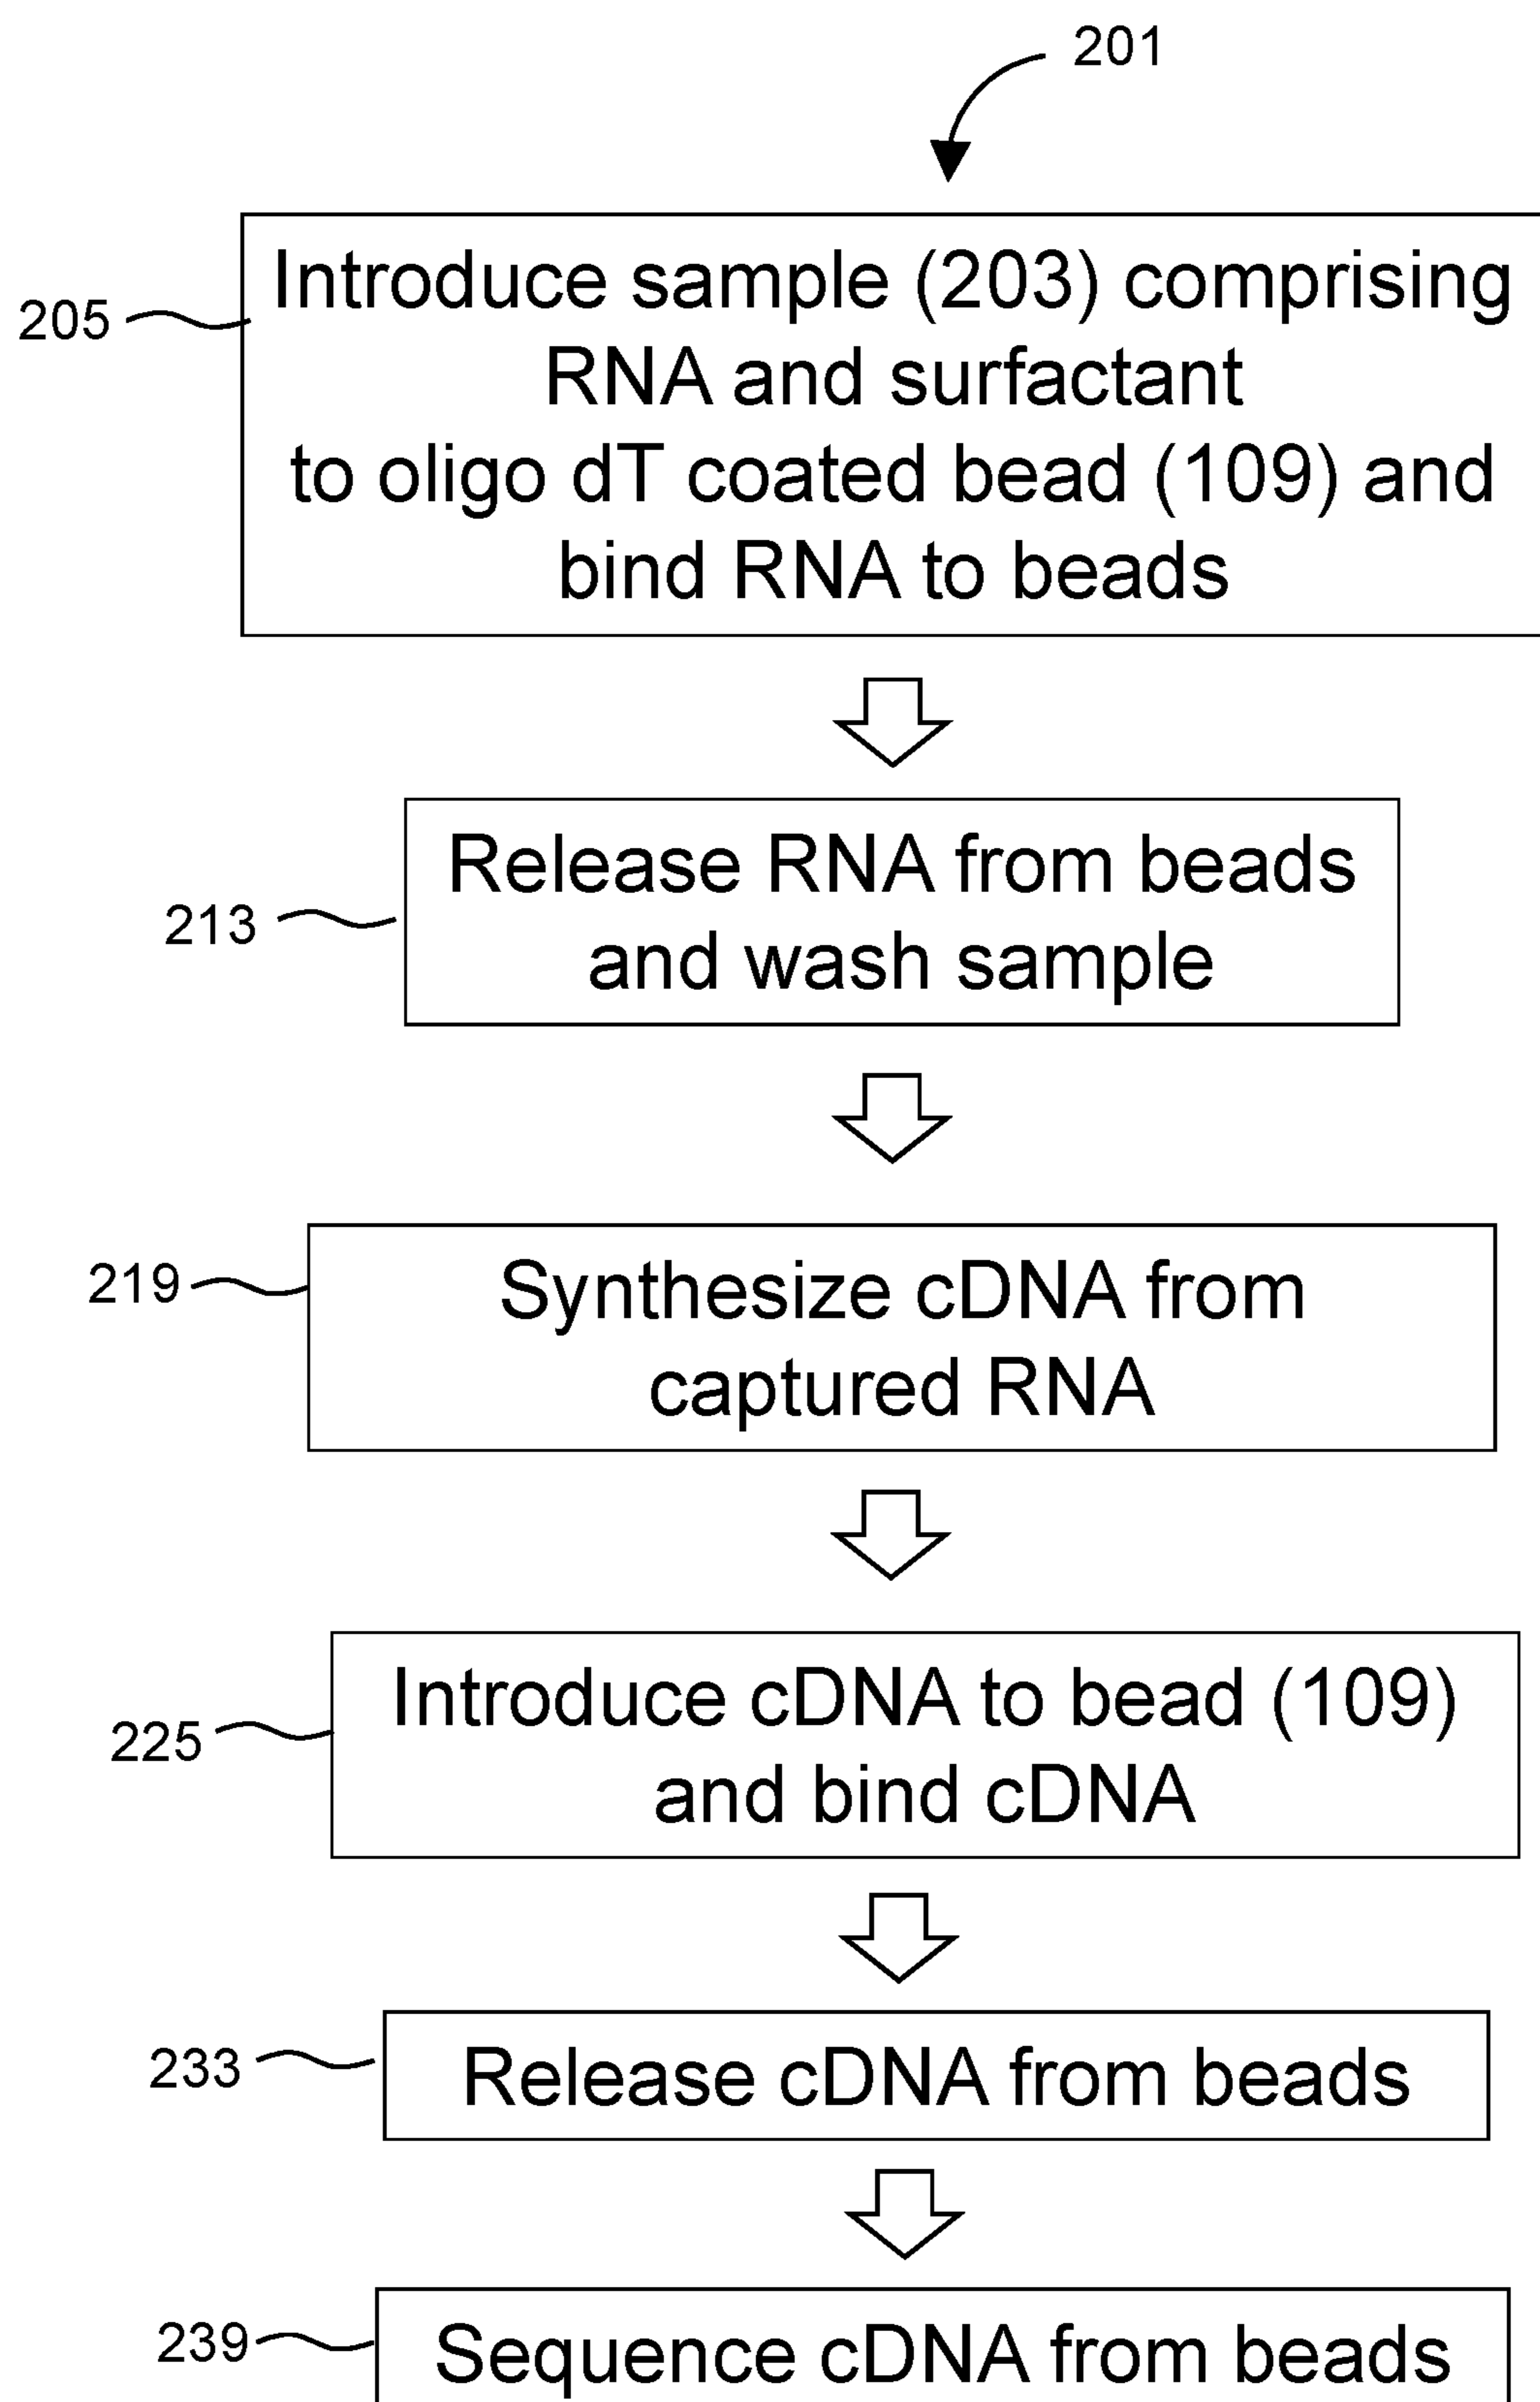 201
205
Introduce sample (203) comprising
RNA and surfactant
to oligo dT coated bead (109) and
bind RNA to beads
213
Release RNA from beads
and wash sample
219
Synthesize cDNA from
captured RNA
225
Introduce cDNA to bead (109)
and bind cDNA
233
Release cDNA from beads
239
Sequence cDNA from beads